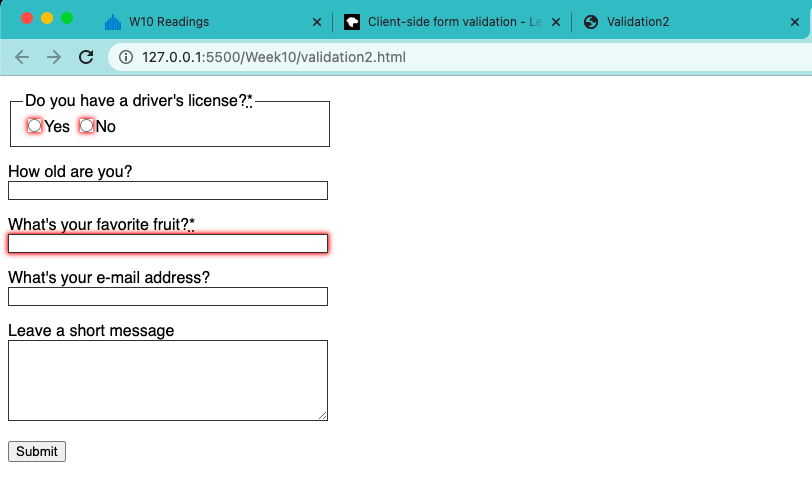 W10 Readings
Client-side form validation - Le
Validation2
127.0.0.1:5500/Week10/validation2.html
Do you have a driver's license?*
Yes No
How old are you?
What's your favorite fruit?*
What's your e-mail address?
Leave a short message
Submit